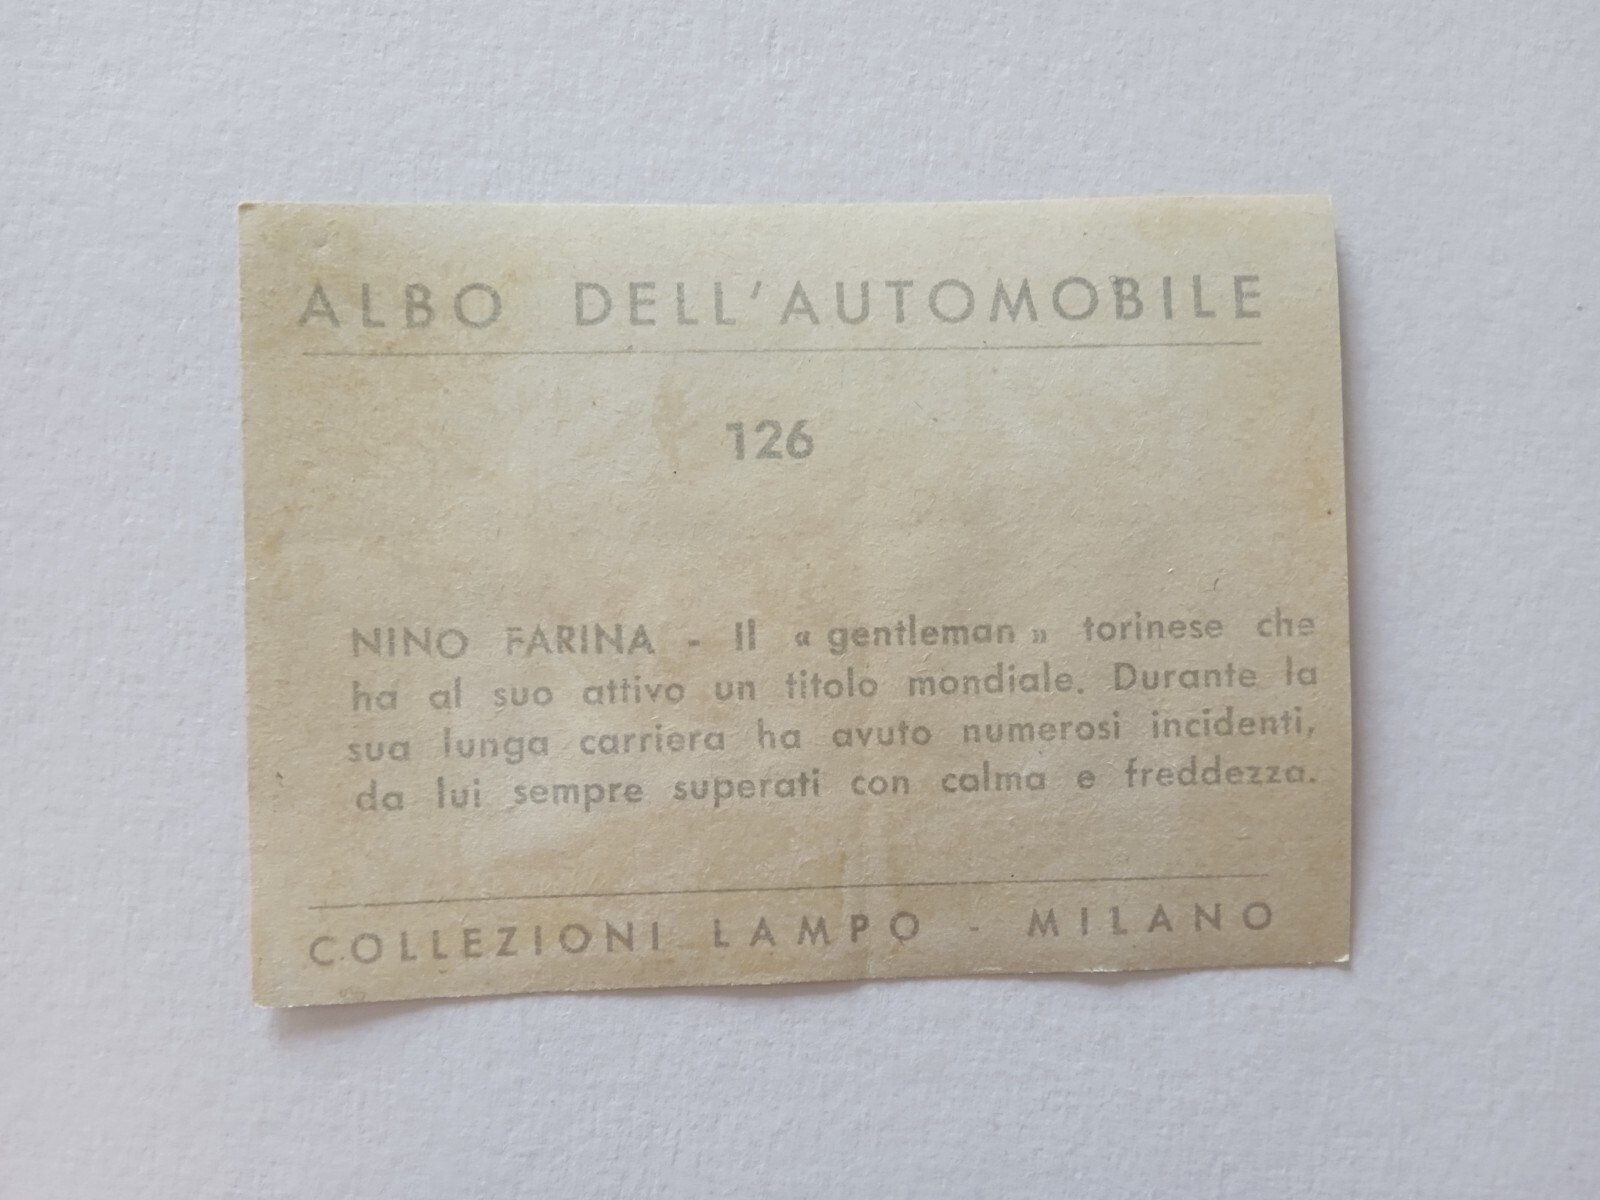 ALBO DELL'AUTOMOBILE
126
NINO FARINA - Il « gentleman » torinese che
ha al suo attivo un titolo mondiale. Durante la
sua lunga carriera ha avuto numerosi incidenti,
da lui sempre superati con calma e freddezza.
COLLEZIONI LAMPO - MILANO